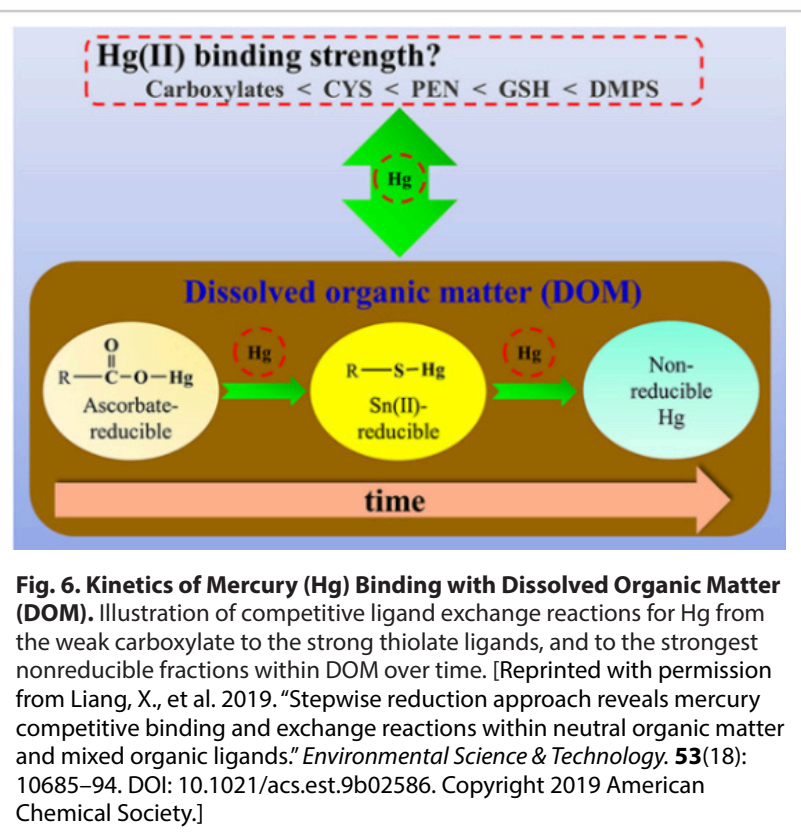 Hg(II) binding strength?
Carboxylates < CYS < PEN < GSH < DMPS
Hg
Dissolved organic matter (DOM)
O
R—C–O–Hg
Ascorbate-
reducible
Hg
R—S–Hg
Sn(II)-
reducible
Hg
Non-
reducible
Hg
time
Fig. 6. Kinetics of Mercury (Hg) Binding with Dissolved Organic Matter
(DOM). Illustration of competitive ligand exchange reactions for Hg from
the weak carboxylate to the strong thiolate ligands, and to the strongest
nonreducible fractions within DOM over time. [Reprinted with permission
from Liang, X., et al. 2019. “Stepwise reduction approach reveals mercury
competitive binding and exchange reactions within neutral organic matter
and mixed organic ligands.” Environmental Science & Technology. 53(18):
10685–94. DOI: 10.1021/acs.est.9b02586. Copyright 2019 American
Chemical Society.]